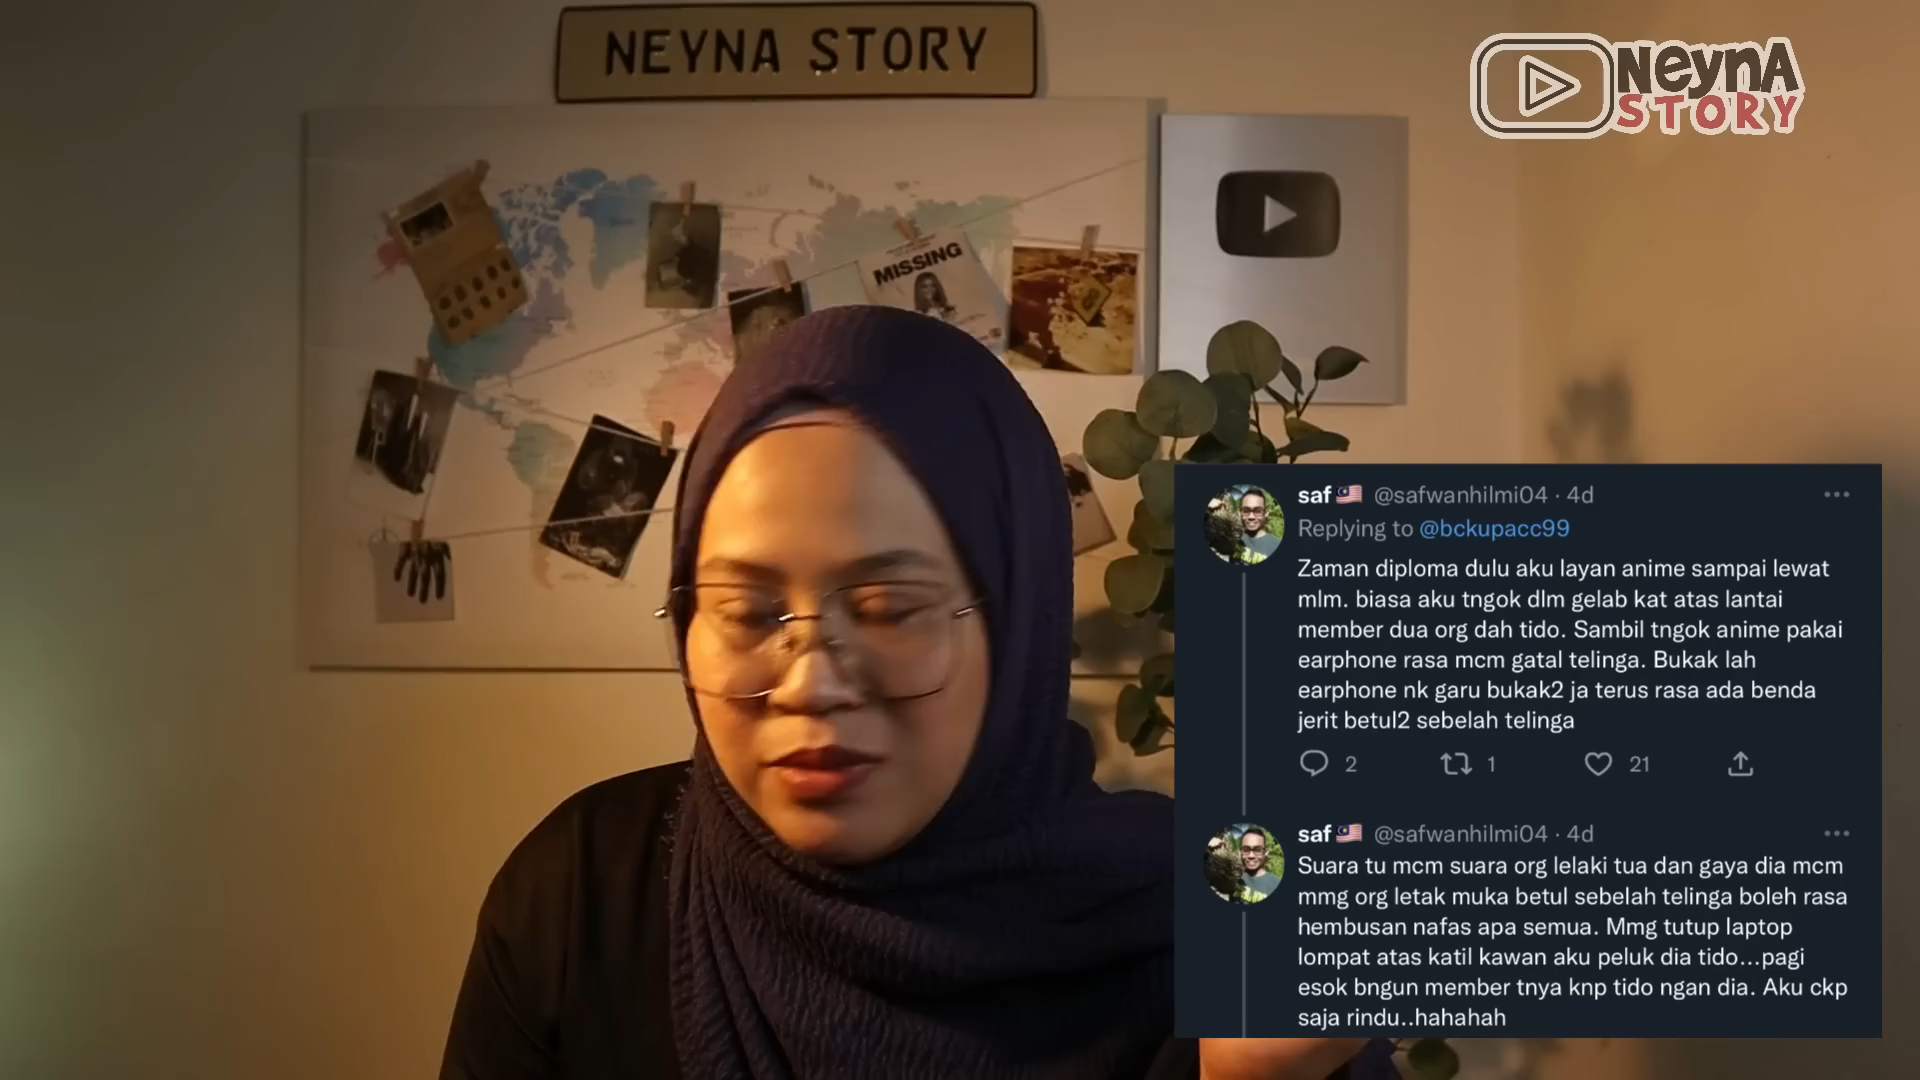 NEYNA STORY
NeynA
STORY
MISSING
saf @safwanhilmi04 · 4d
Replying to @bckupacc99
Zaman diploma dulu aku layan anime sampai lewat
mlm. biasa aku tngok dlm gelab kat atas lantai
member dua org dah tido. Sambil tngok anime pakai
earphone rasa mcm gatal telinga. Bukak lah
earphone nk garu bukak2 ja terus rasa ada benda
jerit betul2 sebelah telinga
2 1 21
saf @safwanhilmi04 · 4d
Suara tu mcm suara org lelaki tua dan gaya dia mcm
mmg org letak muka betul sebelah telinga boleh rasa
hembusan nafas apa semua. Mmg tutup laptop
lompat atas katil kawan aku peluk dia tido...pagi
esok bngun member tnya knp tido ngan dia. Aku ckp
saja rindu..hahahah